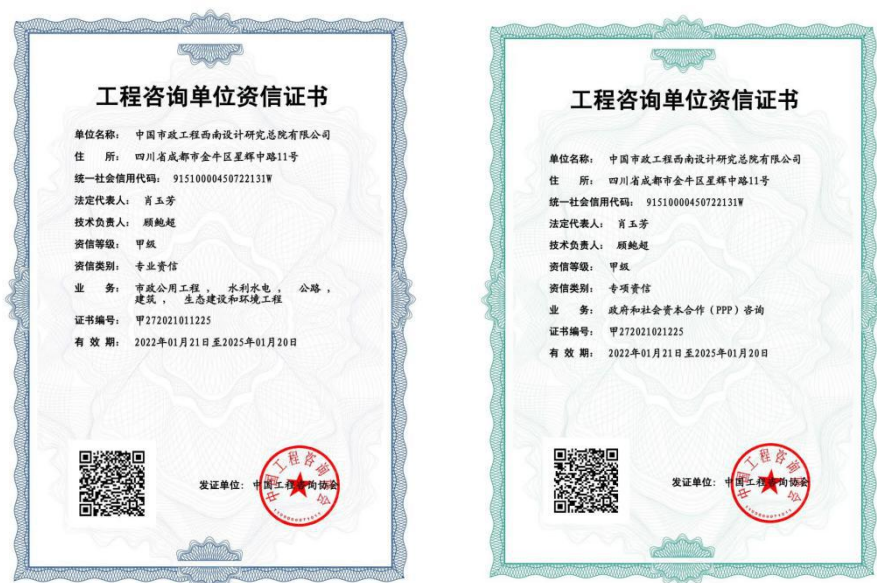 工程咨询单位资信证书
单位名称： 中国市政工程西南设计研究总院有限公司
住 所： 四川省成都市金牛区星辉中路11号
统一社会信用代码： 91510000450722131W
法定代表人： 肖玉芳
技术负责人： 顾鲍超
资信等级： 甲级
资信类别： 专业资信
业 务： 市政公用工程 ， 水利水电 ， 公路 ，
建筑 ， 生态建设和环境工程
证书编号： 甲272021011225
有 效 期： 2022年01月21日至2025年01月20日
发证单位： 中国工程咨询协会
中国工程咨询协会
工程咨询单位资信证书
单位名称： 中国市政工程西南设计研究总院有限公司
住 所： 四川省成都市金牛区星辉中路11号
统一社会信用代码： 91510000450722131W
法定代表人： 肖玉芳
技术负责人： 顾鲍超
资信等级： 甲级
资信类别： 专项资信
业 务： 政府和社会资本合作（PPP）咨询
证书编号： 甲272021021225
有 效 期： 2022年01月21日至2025年01月20日
发证单位： 中国工程咨询协会
中国工程咨询协会